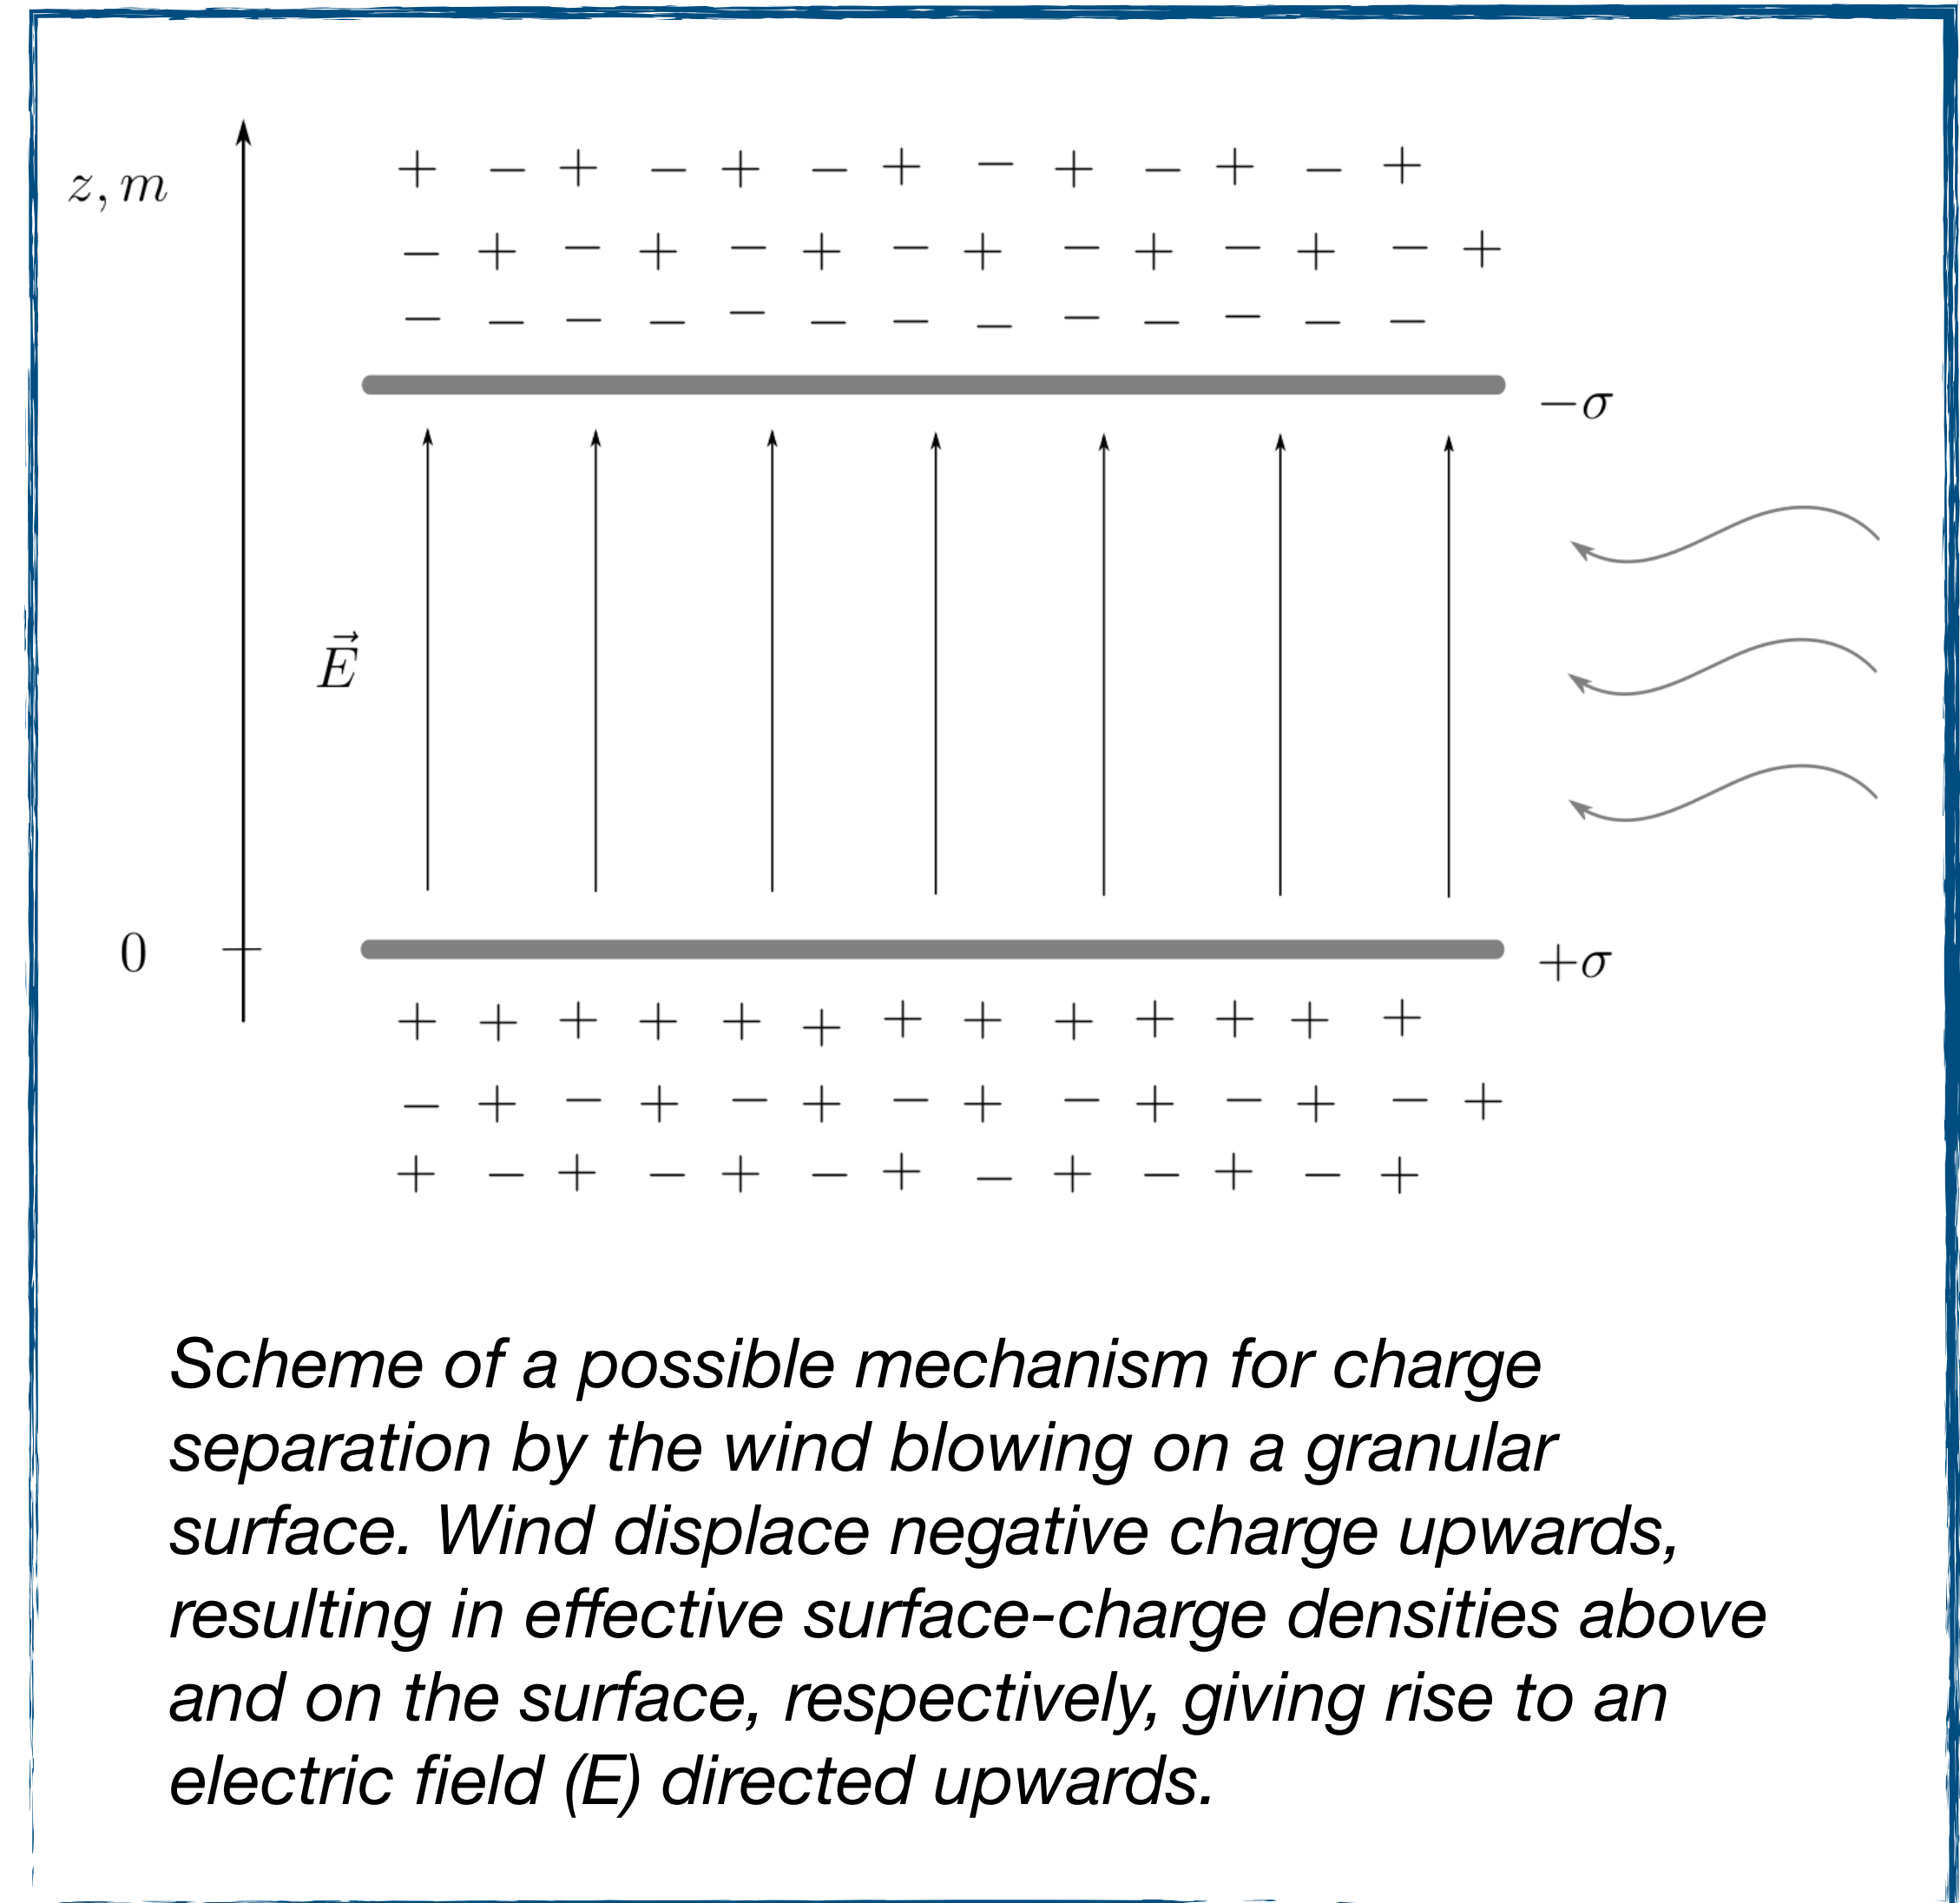 z, m
+ − + − + − + − + − + − +
− + − + − + − + − + − + − +
− − − − − − − − − − − − −
−σ
E⃗
0
+σ
+ + + + + + + + + + + + +
− + − + − + − + − + − + − +
+ − + − + − + − + − + − +
Scheme of a possible mechanism for charge
separation by the wind blowing on a granular
surface. Wind displace negative charge upwards,
resulting in effective surface-charge densities above
and on the surface, respectively, giving rise to an
electric field (E) directed upwards.